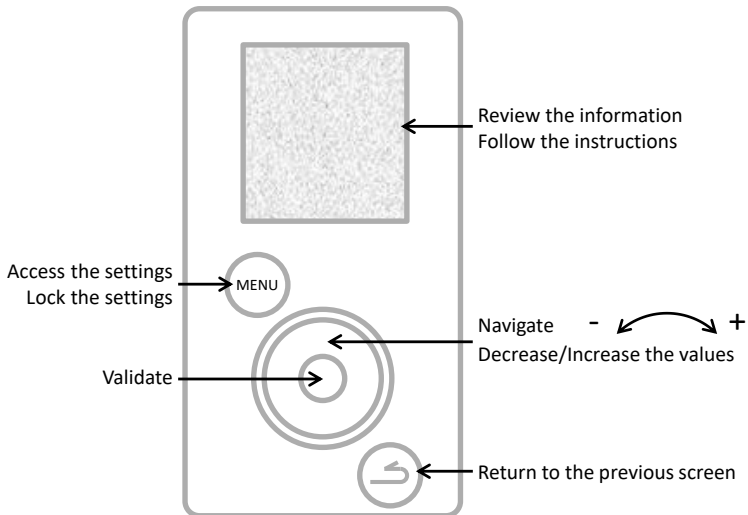 Review the information
Follow the instructions
Access the settings
Lock the settings
MENU
Navigate - +
Decrease/Increase the values
Validate
Return to the previous screen